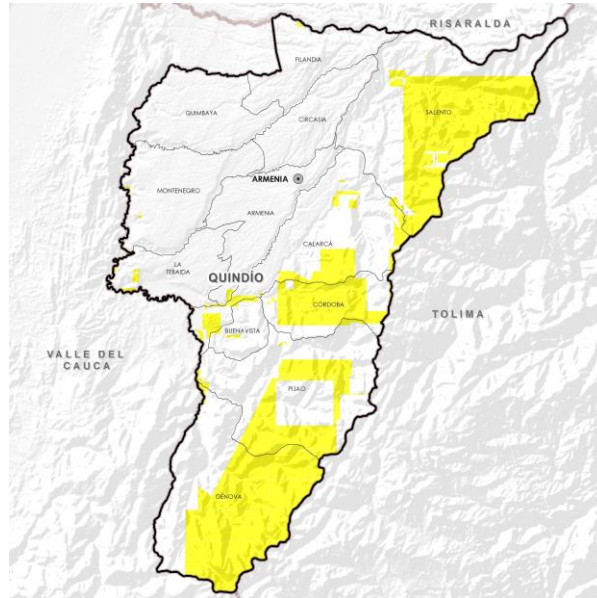 RISARALDA
FILANDIA
QUIMBAYA
SALENTO
CIRCASIA
ARMENIA
MONTENEGRO
ARMENIA
CALARCÁ
LA
TEBAIDA
QUINDÍO
CÓRDOBA
TOLIMA
BUENAVISTA
VALLE DEL
CAUCA
PIJAO
GÉNOVA